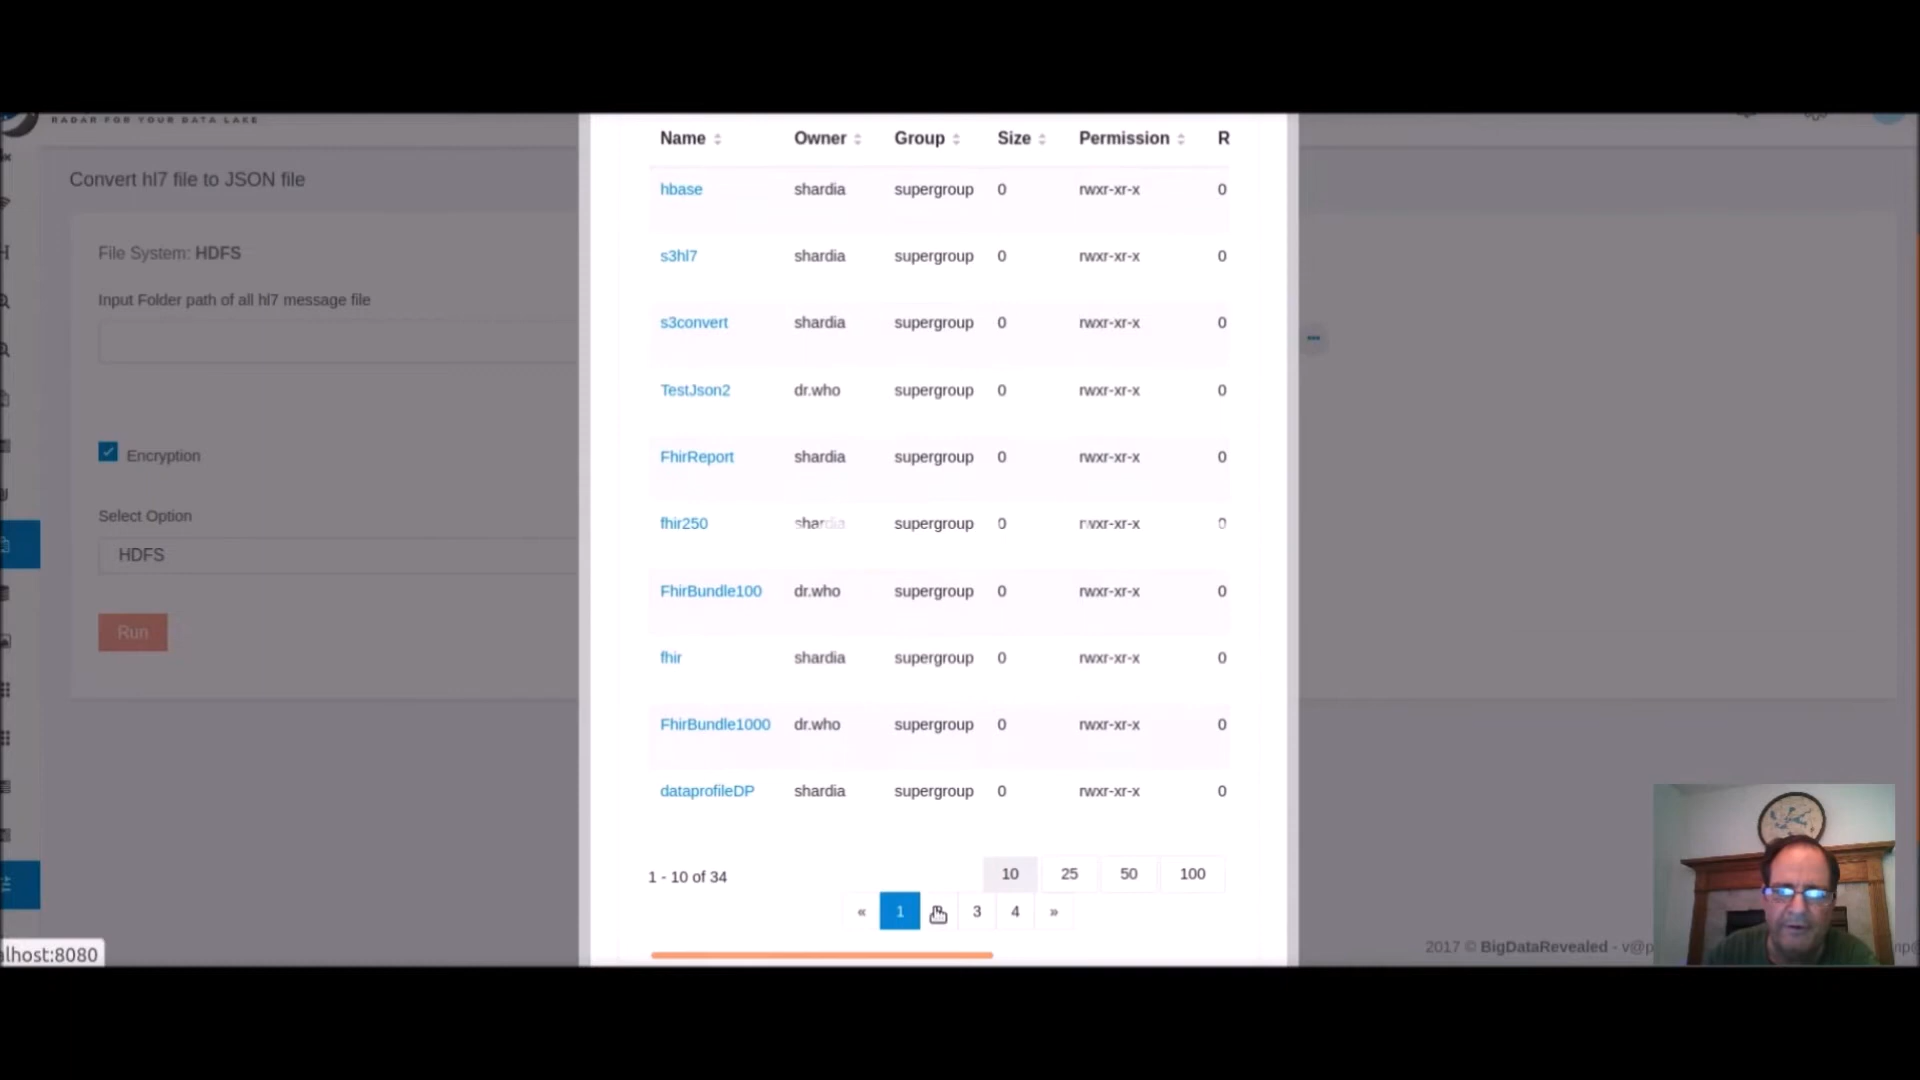 RADAR FOR YOUR DATA LAKE
Convert hl7 file to JSON file
File System: HDFS
Input Folder path of all hl7 message file
Encryption
Select Option
HDFS
Run
Name Owner Group Size Permission R
hbase shardia supergroup 0 rwxr-xr-x 0
s3hl7 shardia supergroup 0 rwxr-xr-x 0
s3convert shardia supergroup 0 rwxr-xr-x 0
TestJson2 dr.who supergroup 0 rwxr-xr-x 0
FhirReport shardia supergroup 0 rwxr-xr-x 0
fhir250 shardia supergroup 0 rwxr-xr-x 0
FhirBundle100 dr.who supergroup 0 rwxr-xr-x 0
fhir shardia supergroup 0 rwxr-xr-x 0
FhirBundle1000 dr.who supergroup 0 rwxr-xr-x 0
dataprofileDP shardia supergroup 0 rwxr-xr-x 0
1 - 10 of 34 10 25 50 100
« 1 3 4 »
2017 © BigDataRevealed - v@p
lhost:8080